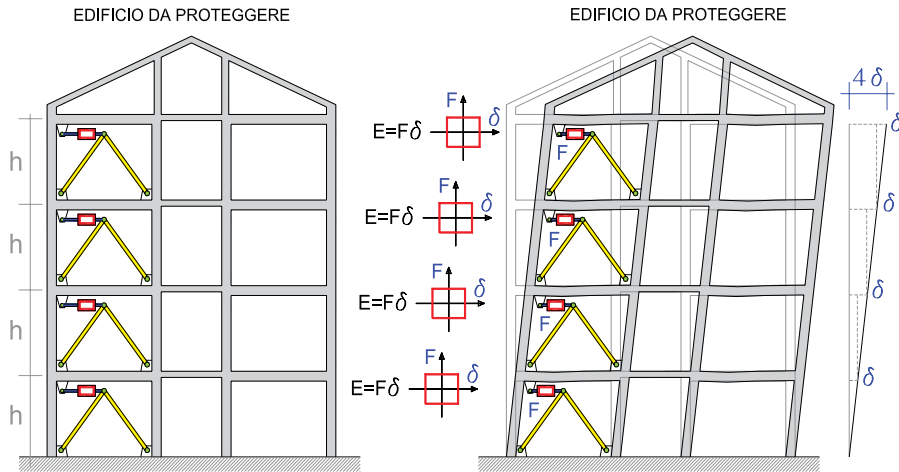 EDIFICIO DA PROTEGGERE
EDIFICIO DA PROTEGGERE
4δ
h
h
h
h
E=Fδ
F
δ
E=Fδ
F
δ
E=Fδ
F
δ
E=Fδ
F
δ
F
F
F
F
δ
δ
δ
δ